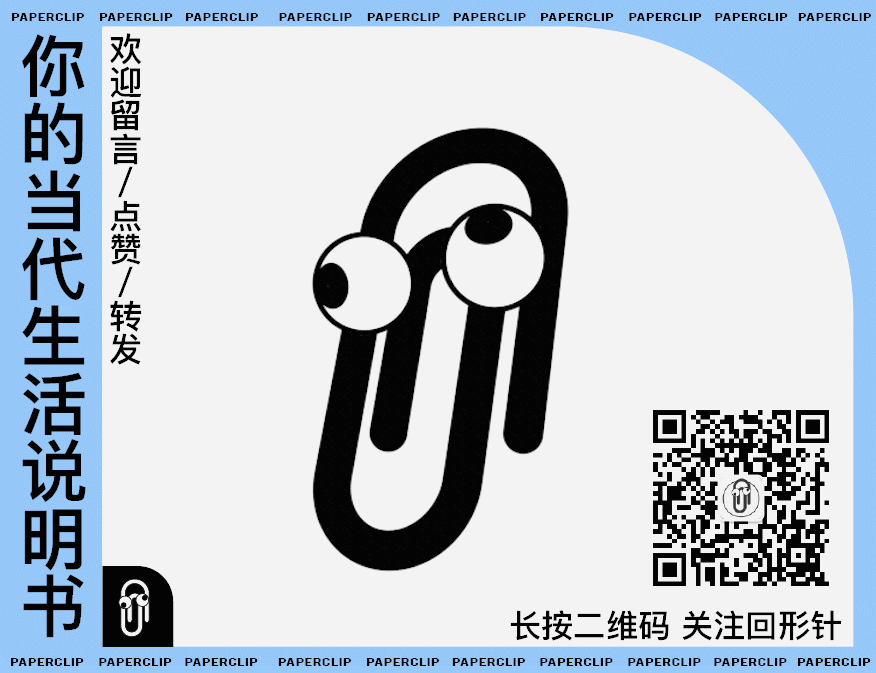 PAPERCLIP PAPERCLIP PAPERCLIP PAPERCLIP PAPERCLIP PAPERCLIP PAPERCLIP PAPERCLIP PAPERCLIP PAPERCLIP
你的当代生活说明书
欢迎留言/点赞/转发
长按二维码 关注回形针
PAPERCLIP PAPERCLIP PAPERCLIP PAPERCLIP PAPERCLIP PAPERCLIP PAPERCLIP PAPERCLIP PAPERCLIP PAPERCLIP